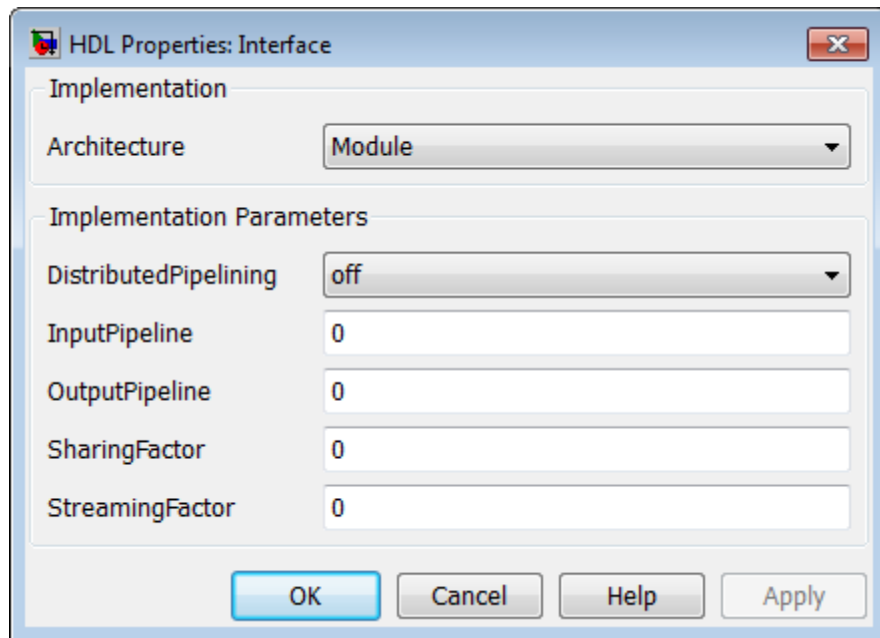 HDL Properties: Interface
Implementation
Architecture Module
Implementation Parameters
DistributedPipelining off
InputPipeline 0
OutputPipeline 0
SharingFactor 0
StreamingFactor 0
OK Cancel Help Apply